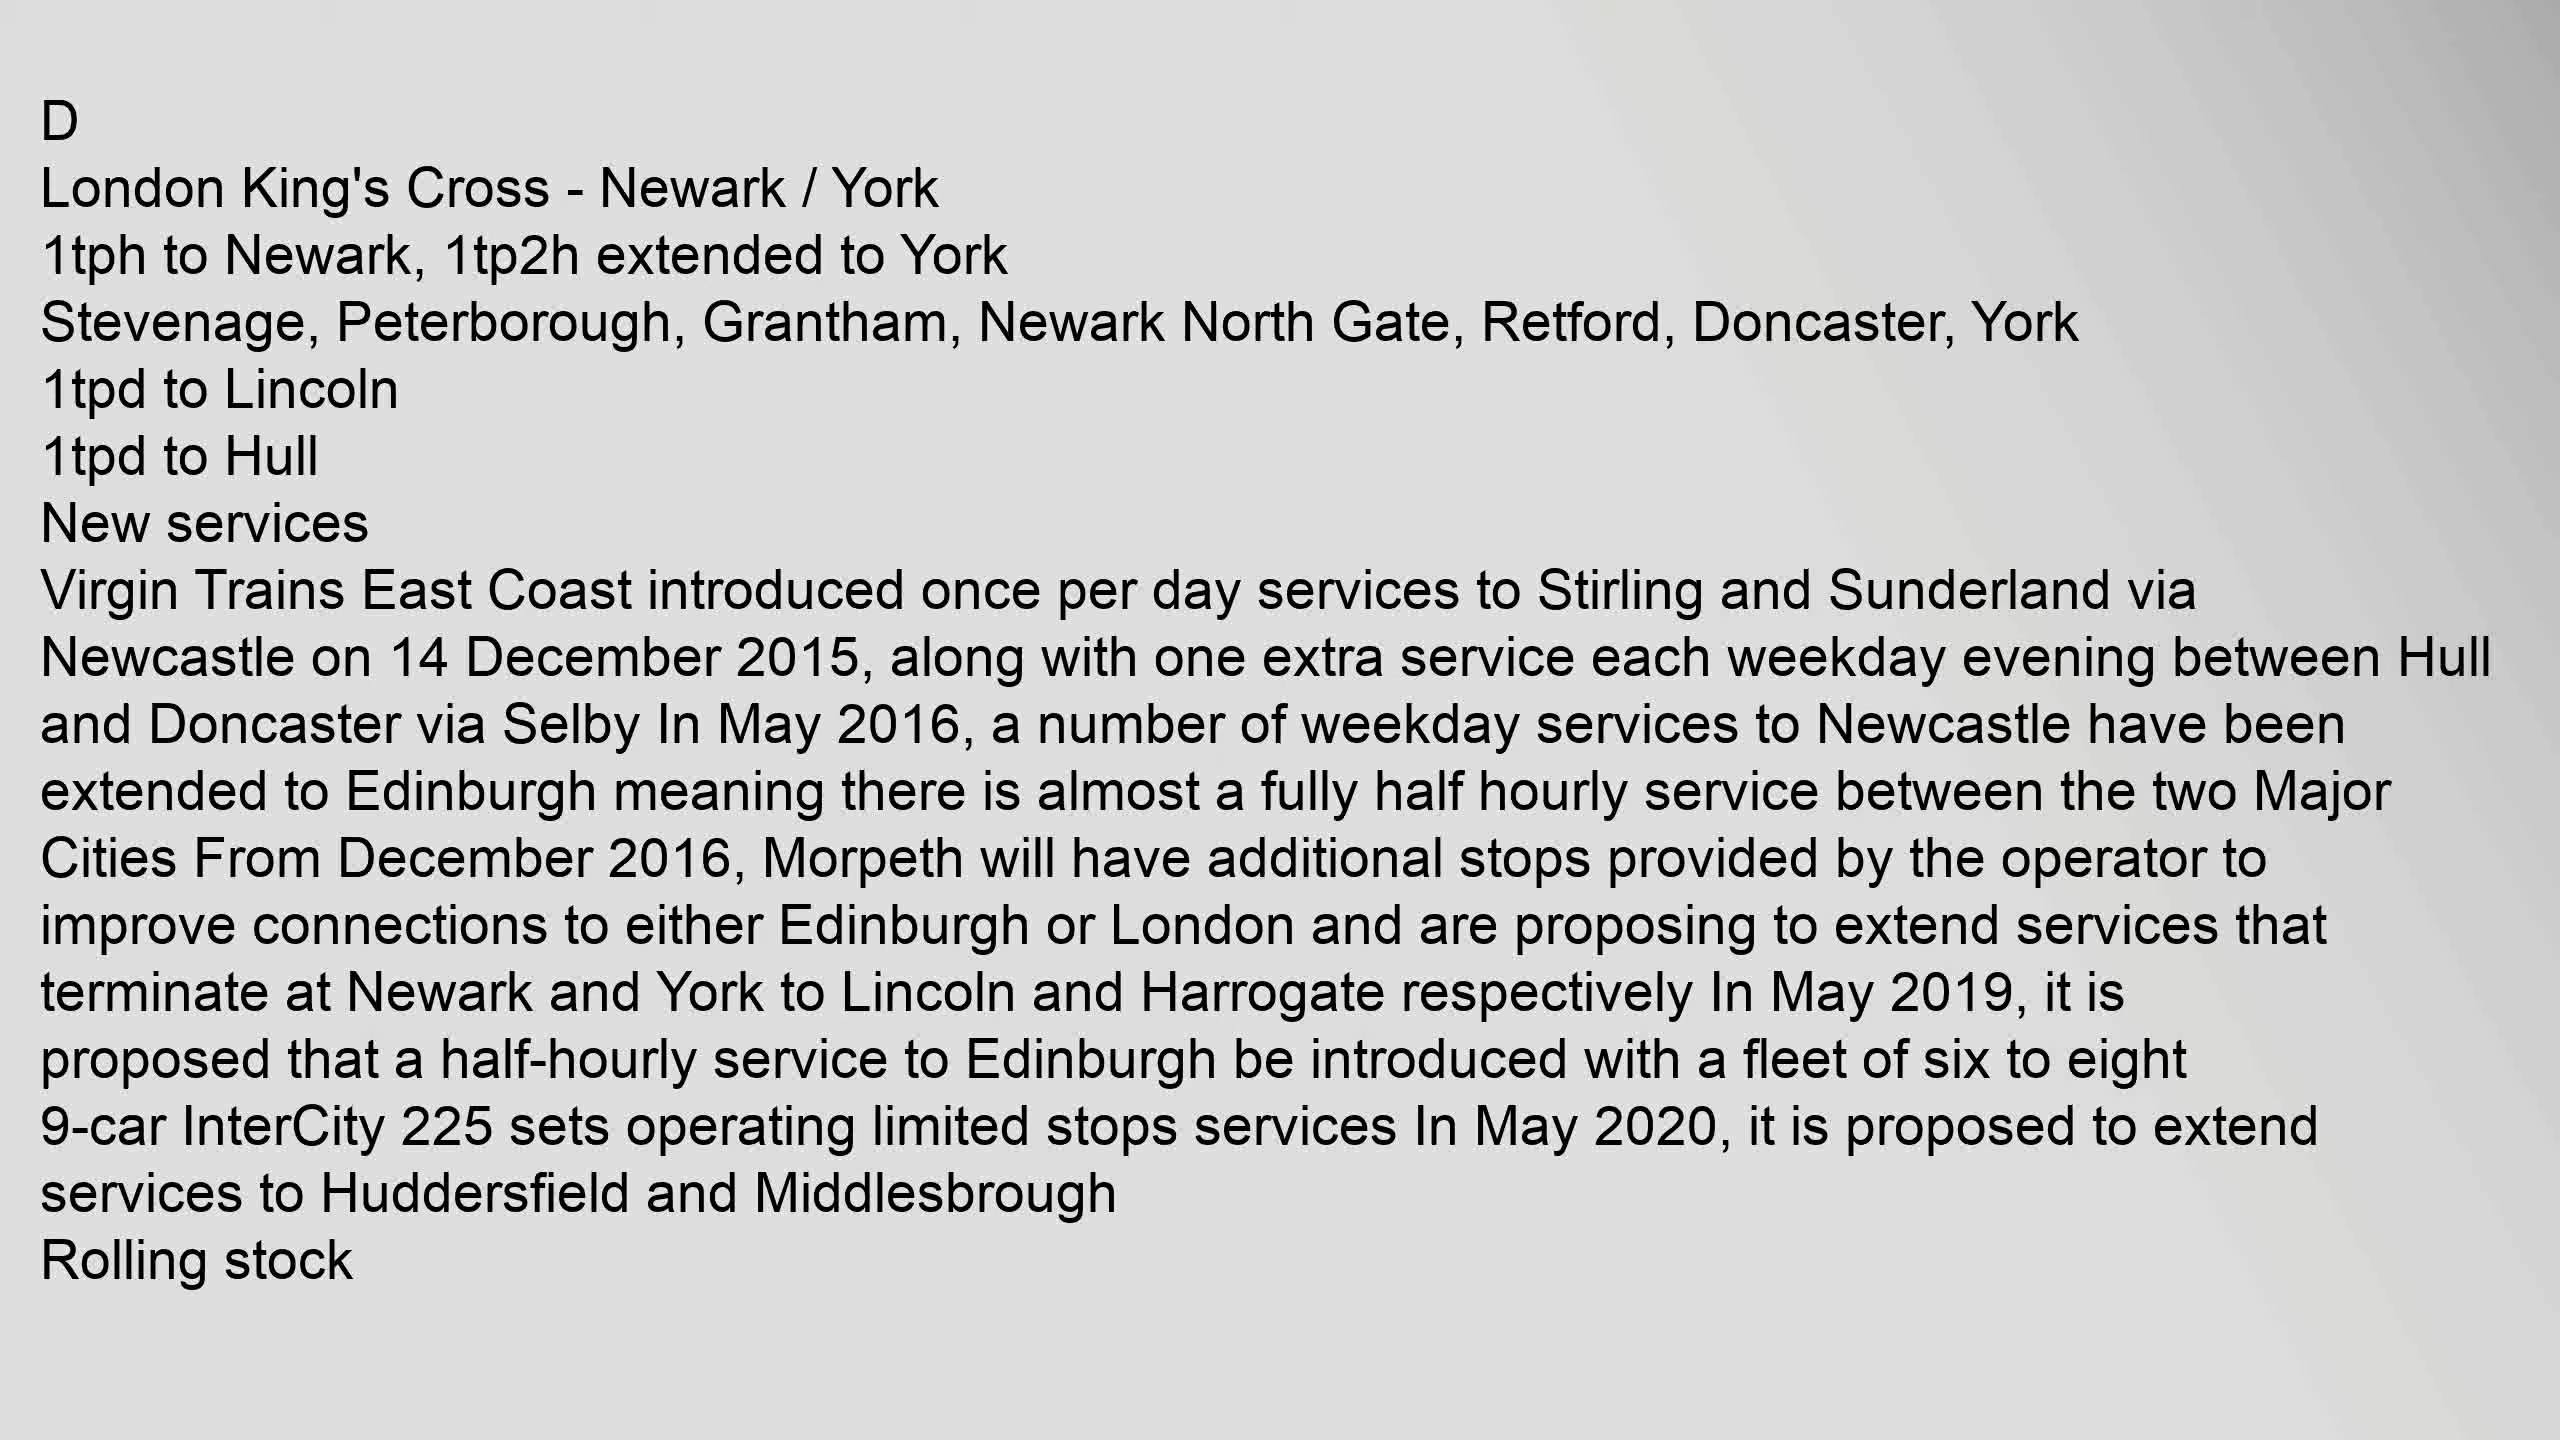 D
London King's Cross - Newark / York
1tph to Newark, 1tp2h extended to York
Stevenage, Peterborough, Grantham, Newark North Gate, Retford, Doncaster, York
1tpd to Lincoln
1tpd to Hull
New services
Virgin Trains East Coast introduced once per day services to Stirling and Sunderland via
Newcastle on 14 December 2015, along with one extra service each weekday evening between Hull
and Doncaster via Selby In May 2016, a number of weekday services to Newcastle have been
extended to Edinburgh meaning there is almost a fully half hourly service between the two Major
Cities From December 2016, Morpeth will have additional stops provided by the operator to
improve connections to either Edinburgh or London and are proposing to extend services that
terminate at Newark and York to Lincoln and Harrogate respectively In May 2019, it is
proposed that a half-hourly service to Edinburgh be introduced with a fleet of six to eight
9-car InterCity 225 sets operating limited stops services In May 2020, it is proposed to extend
services to Huddersfield and Middlesbrough
Rolling stock